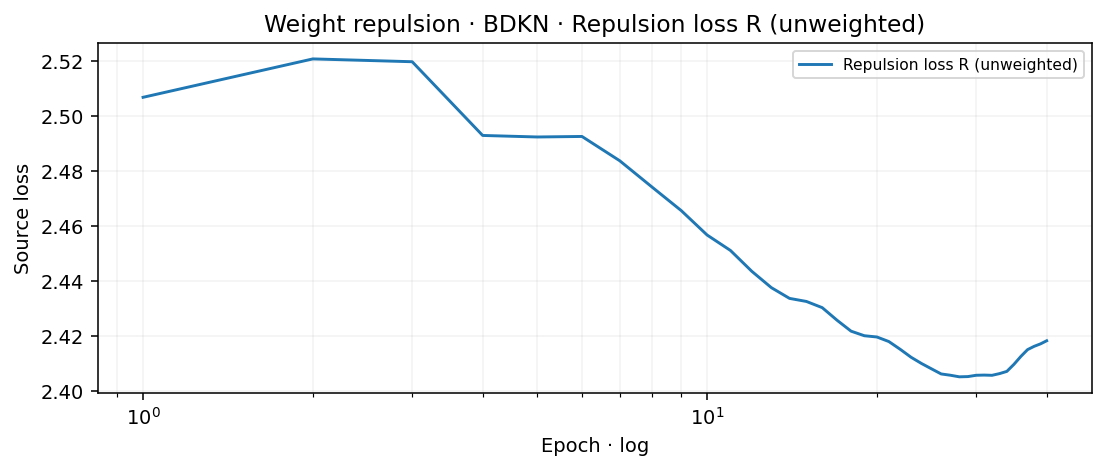 Weight repulsion · BDKN · Repulsion loss R (unweighted)
Repulsion loss R (unweighted)
Source loss
2.52
2.50
2.48
2.46
2.44
2.42
2.40
10⁰
10¹
Epoch · log